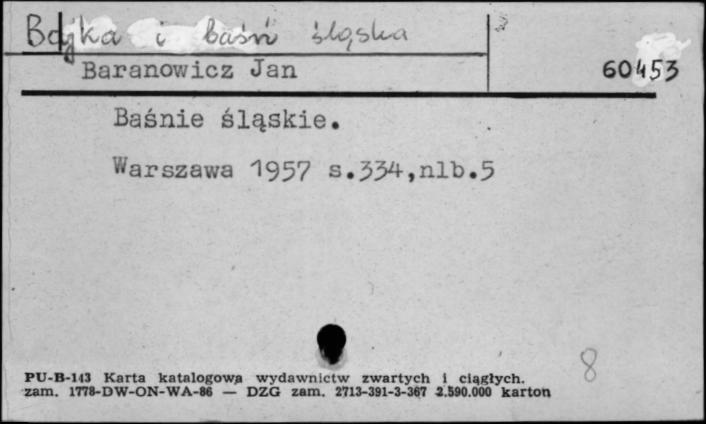 Bajka i baśń śląska
Baranowicz Jan 60453
Baśnie śląskie.
Warszawa 1957 s.334,nlb.5
8
PU-B-143 Karta katalogowa wydawnictw zwartych i ciągłych.
zam. 1778-DW-ON-WA-86 — DZG zam. 2713-391-3-367 2.590.000 karton